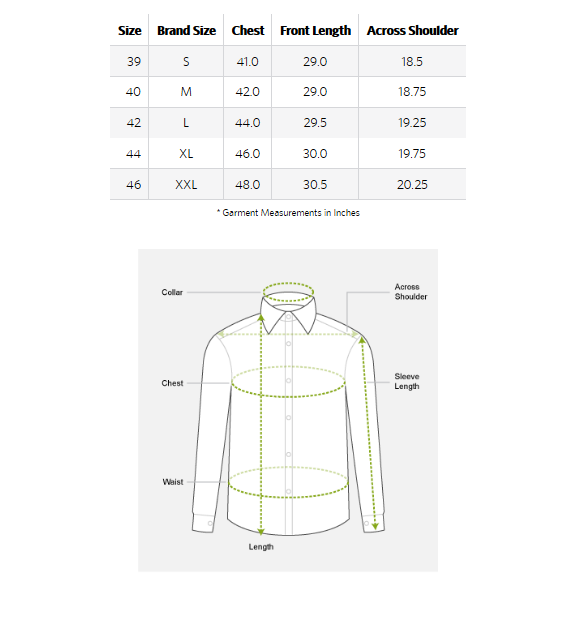 Size Brand Size Chest Front Length Across Shoulder
39 S 41.0 29.0 18.5
40 M 42.0 29.0 18.75
42 L 44.0 29.5 19.25
44 XL 46.0 30.0 19.75
46 XXL 48.0 30.5 20.25
* Garment Measurements in Inches
Collar
Across
Shoulder
Chest
Sleeve
Length
Waist
Length